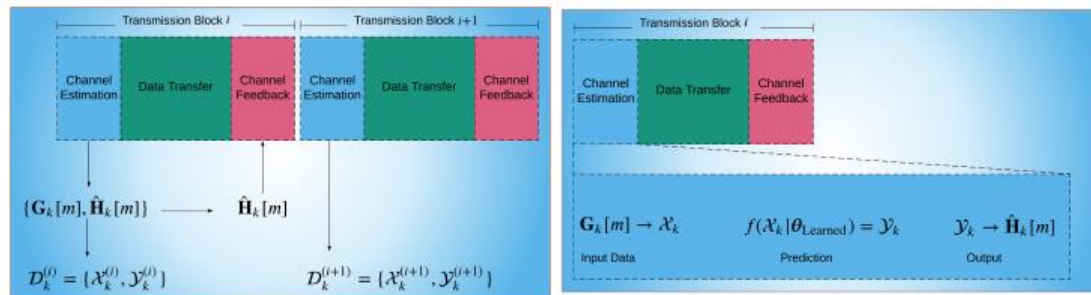 Transmission Block i
Transmission Block i+1
Channel Estimation
Data Transfer
Channel Feedback
Channel Estimation
Data Transfer
Channel Feedback
{G_k[m], Ĥ_k[m]}
Ĥ_k[m]
𝒟_k^(i) = {𝒳_k^(i), 𝒴_k^(i)}
𝒟_k^(i+1) = {𝒳_k^(i+1), 𝒴_k^(i+1)}
Transmission Block i
Channel Estimation
Data Transfer
Channel Feedback
G_k[m] → 𝒳_k
f(𝒳_k|θ_Learned) = 𝒴_k
𝒴_k → Ĥ_k[m]
Input Data
Prediction
Output